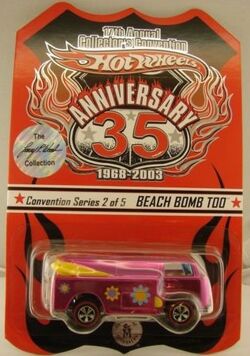 14th Annual
Collector's Convention
Hot Wheels
ANNIVERSARY
35
1968-2003
The
Collection
Convention Series 2 of 5 BEACH BOMB TOO